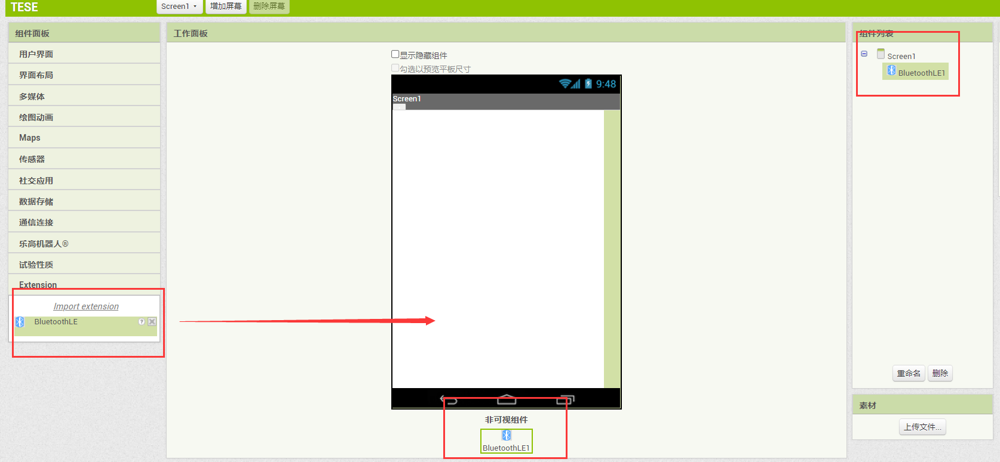 TESE
Screen1
增加屏幕
删除屏幕
组件面板
用户界面
界面布局
多媒体
绘图动画
Maps
传感器
社交应用
数据存储
通信连接
乐高机器人®
试验性质
Extension
Import extension
BluetoothLE
?
工作面板
显示隐藏组件
勾选以预览平板尺寸
9:48
Screen1
非可视组件
BluetoothLE1
组件列表
Screen1
BluetoothLE1
重命名
删除
素材
上传文件...